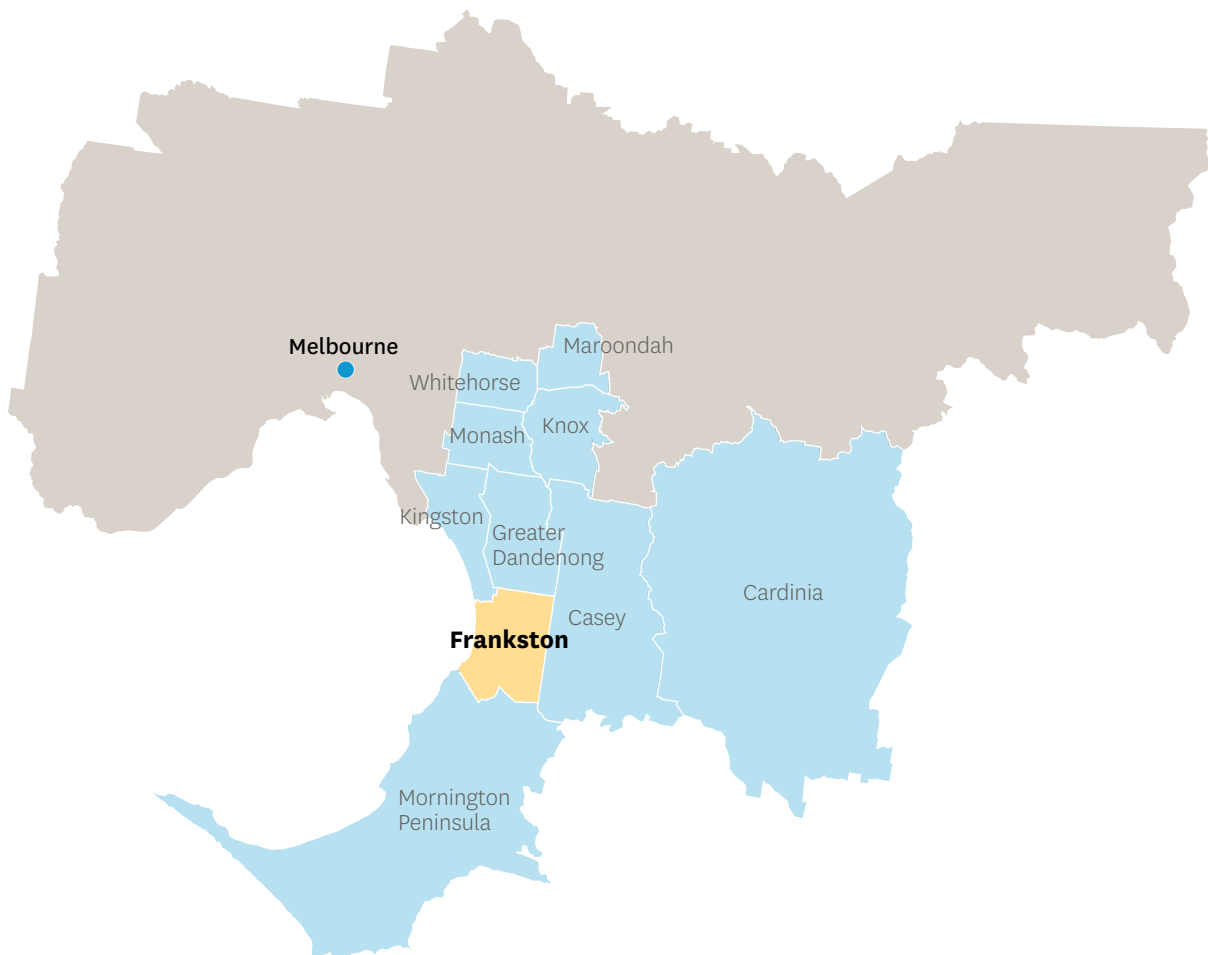 Melbourne
Maroondah
Whitehorse
Knox
Monash
Kingston
Greater
Dandenong
Cardinia
Casey
Frankston
Mornington
Peninsula